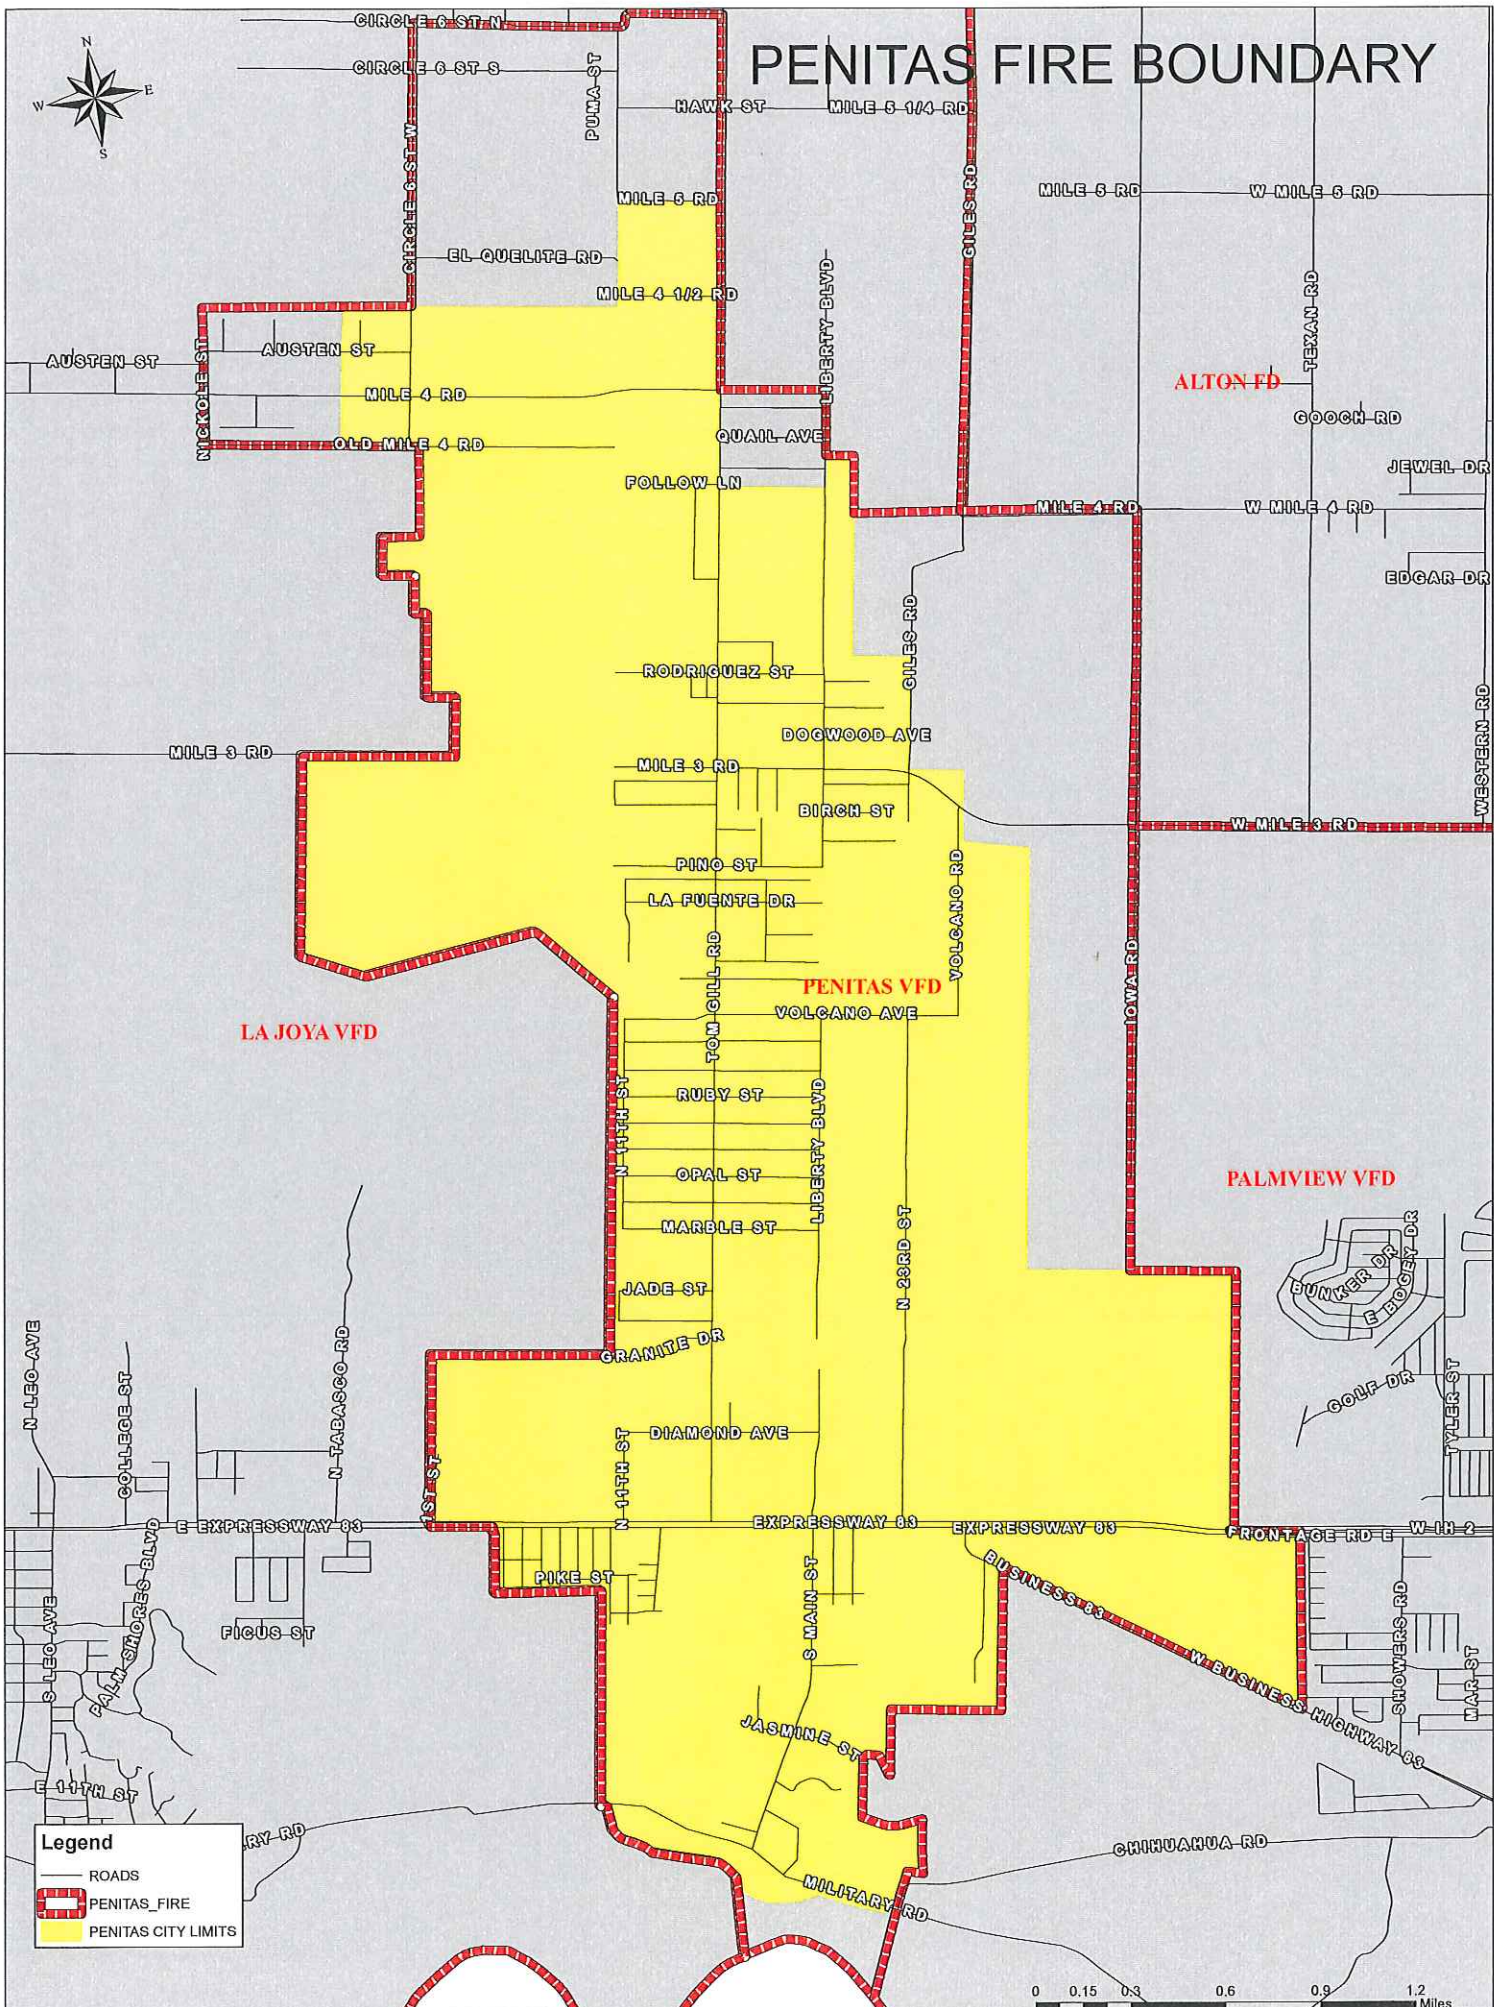 PENITAS FIRE BOUNDARY
N
W
E
S
CIRCLE 6 ST N
CIRCLE 6 ST S
PUMA ST
HAWK ST
MILE 5 1/4 RD
CIRCLE 6 ST W
GILES RD
MILE 5 RD
MILE 5 RD
W MILE 5 RD
EL QUELITE RD
LIBERTY BLVD
MILE 4 1/2 RD
TEXAN RD
AUSTEN ST
AUSTEN ST
NICKOLE ST
ALTON FD
MILE 4 RD
GOOCH RD
OLD MILE 4 RD
QUAIL AVE
JEWEL DR
FOLLOW LN
MILE 4 RD
W MILE 4 RD
EDGAR DR
GILES RD
RODRIGUEZ ST
DOGWOOD AVE
WESTERN RD
MILE 3 RD
MILE 3 RD
BIRCH ST
W MILE 3 RD
PINO ST
VOLCANO RD
LA FUENTE DR
TOM GILL RD
IOWA RD
PENITAS VFD
VOLCANO AVE
LA JOYA VFD
RUBY ST
N 11TH ST
LIBERTY BLVD
OPAL ST
PALMVIEW VFD
MARBLE ST
N 23RD ST
BUNKER DR
E BOGEY DR
JADE ST
GRANITE DR
N LEO AVE
COLLEGE ST
N TABASCO RD
GOLF DR
TYLER ST
DIAMOND AVE
1ST ST
N 11TH ST
E EXPRESSWAY 83
EXPRESSWAY 83
EXPRESSWAY 83
FRONTAGE RD E
W IH 2
PALM SHORES BLVD
PIKE ST
BUSINESS 83
S MAIN ST
S LEO AVE
FICUS ST
SHOWERS RD
MAR ST
W BUSINESS HIGHWAY 83
JASMINE ST
E 11TH ST
RY RD
CHIHUAHUA RD
MILITARY RD
Legend
ROADS
PENITAS_FIRE
PENITAS CITY LIMITS
0 0.15 0.3 0.6 0.9 1.2
Miles